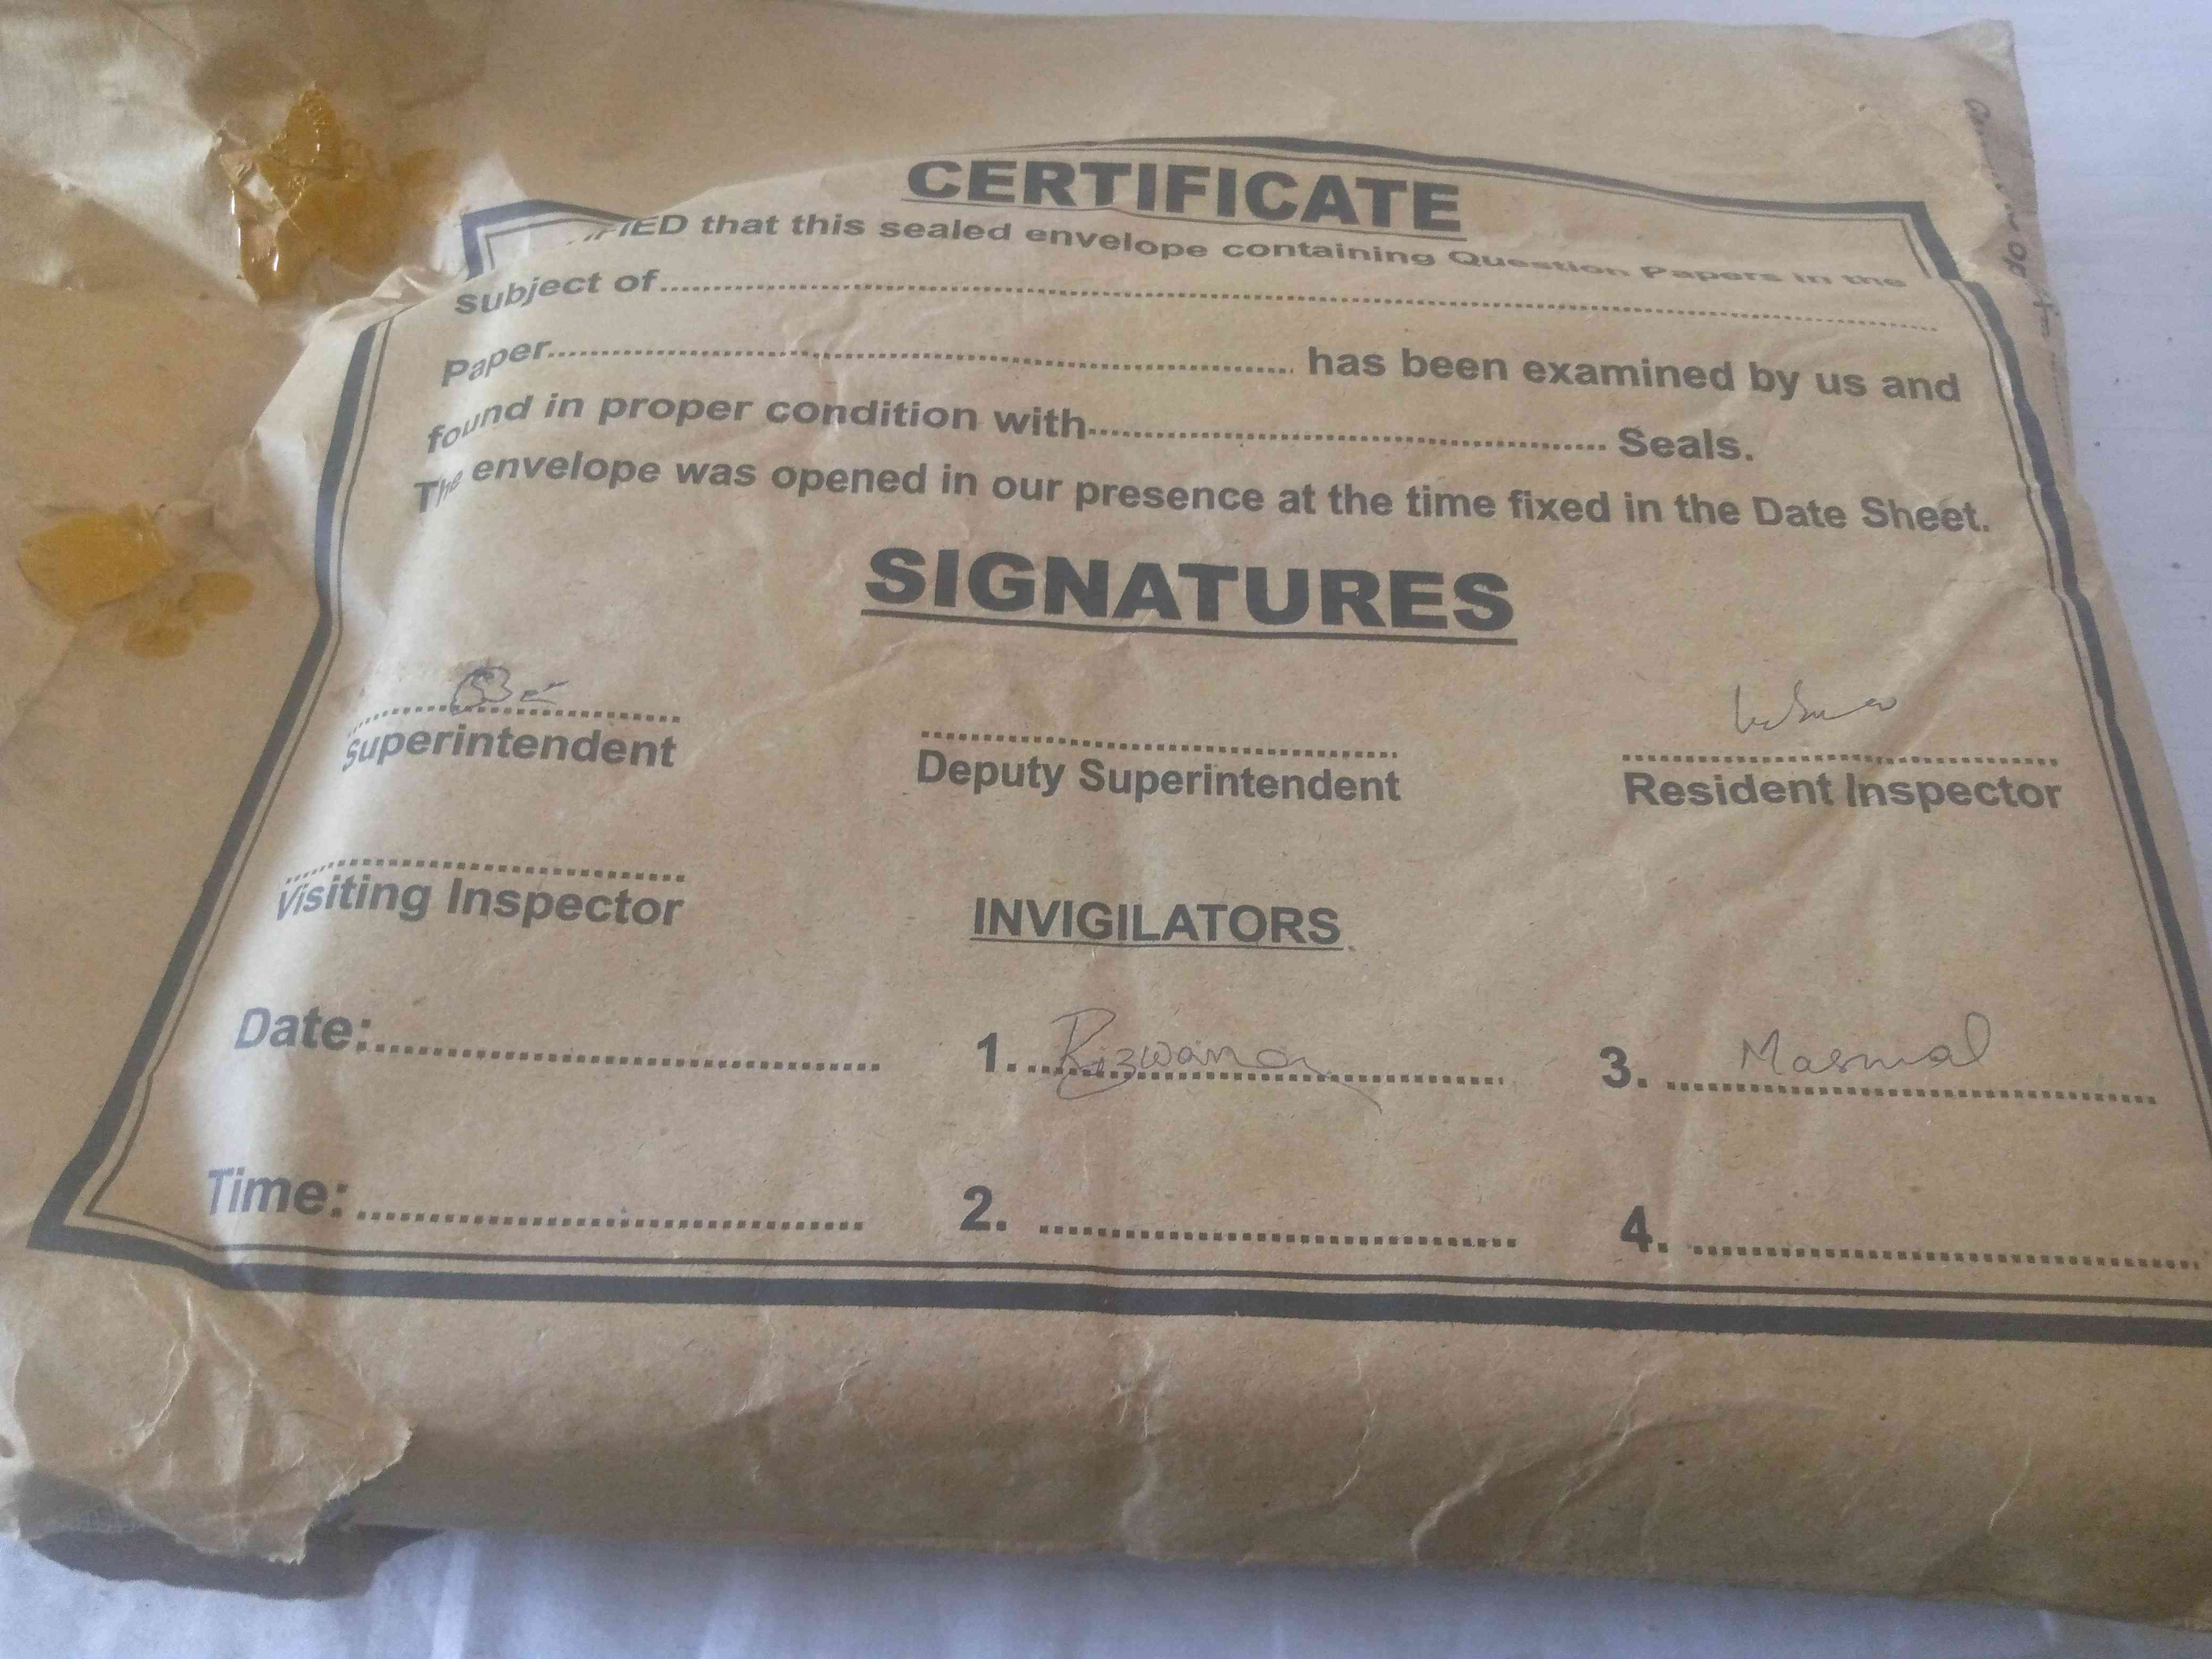 CERTIFICATE
IFIED that this sealed envelope containing Question Papers in the
Subject of
Paper has been examined by us and
found in proper condition with Seals.
The envelope was opened in our presence at the time fixed in the Date Sheet.
SIGNATURES
Superintendent Deputy Superintendent Resident Inspector
Visiting Inspector INVIGILATORS
Date: 1. Rizwana 3.
Time: 2. 4.